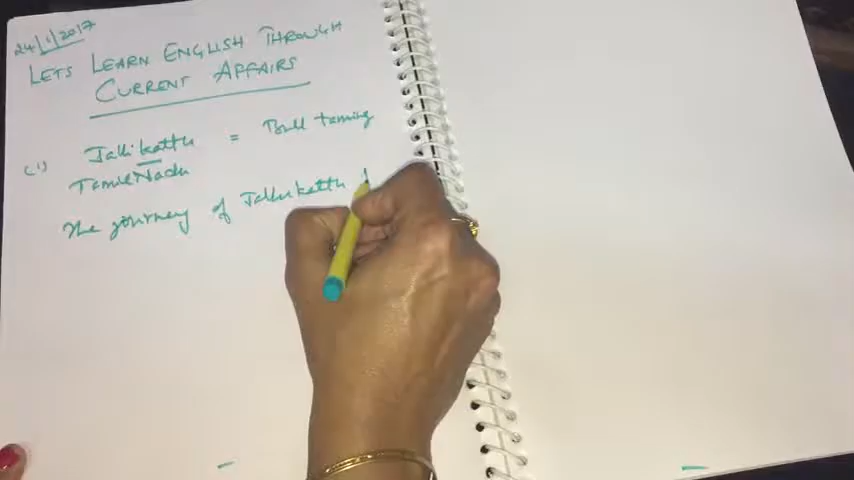 24/1/2017
LETS LEARN ENGLISH THROUGH
CURRENT AFFAIRS
(1) Jallikattu = Bull taming
TamilNadu
The journey of Jallikattu